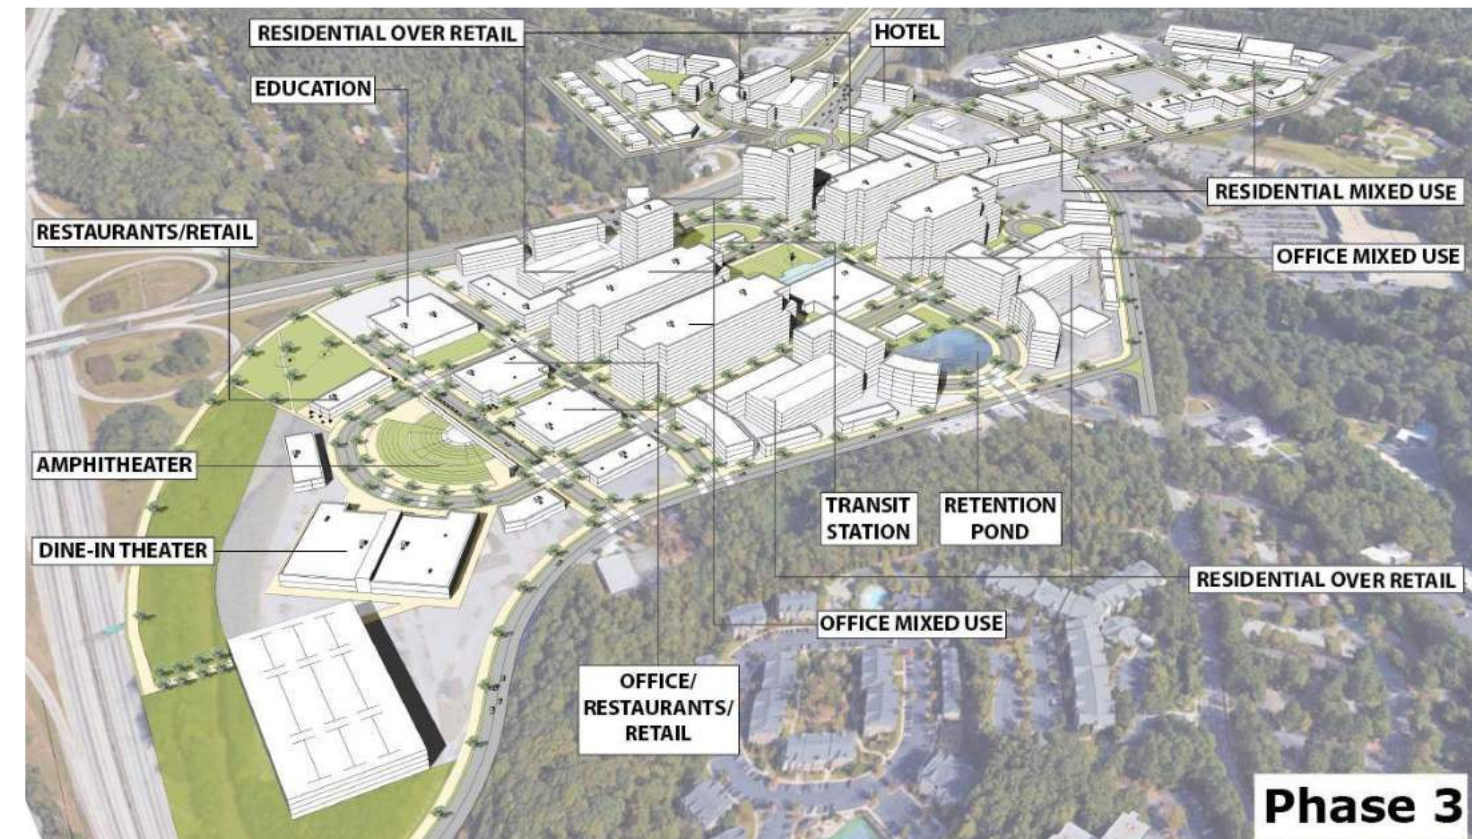 RESIDENTIAL OVER RETAIL
HOTEL
EDUCATION
RESIDENTIAL MIXED USE
RESTAURANTS/RETAIL
OFFICE MIXED USE
AMPHITHEATER
TRANSIT
STATION
RETENTION
POND
DINE-IN THEATER
RESIDENTIAL OVER RETAIL
OFFICE MIXED USE
OFFICE/
RESTAURANTS/
RETAIL
Phase 3